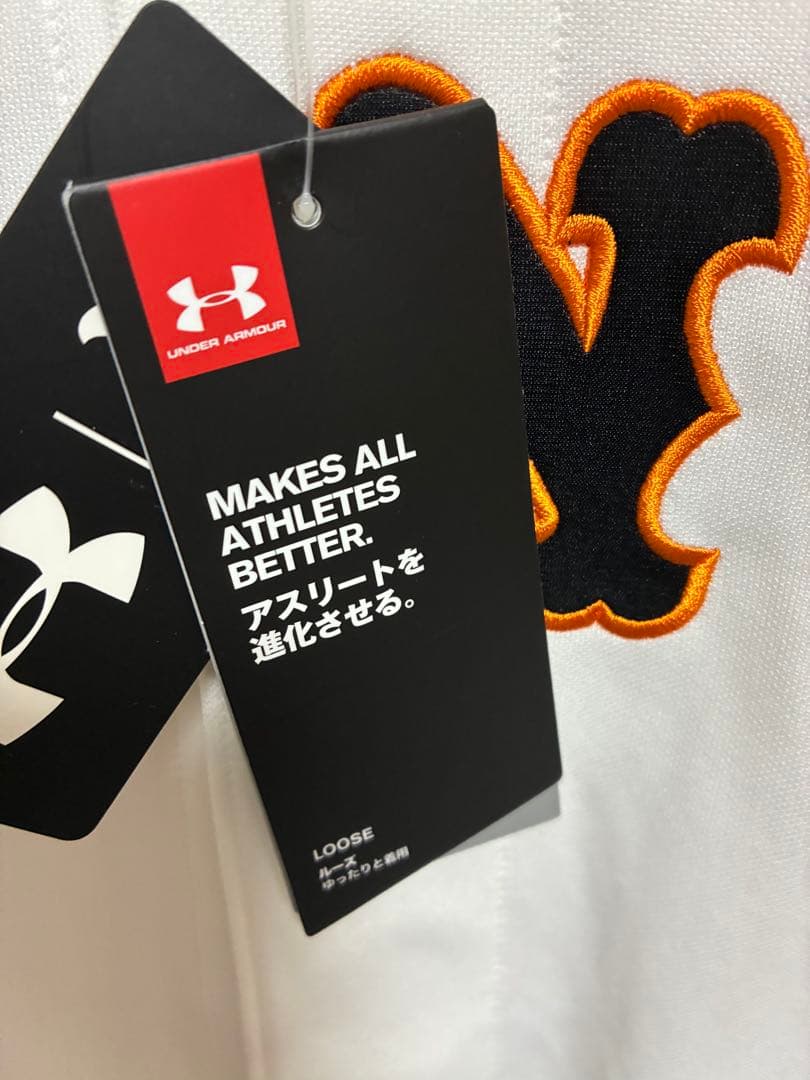 UNDER ARMOUR
MAKES ALL
ATHLETES
BETTER.
アスリートを
進化させる。
LOOSE
ルーズ
ゆったりと着用